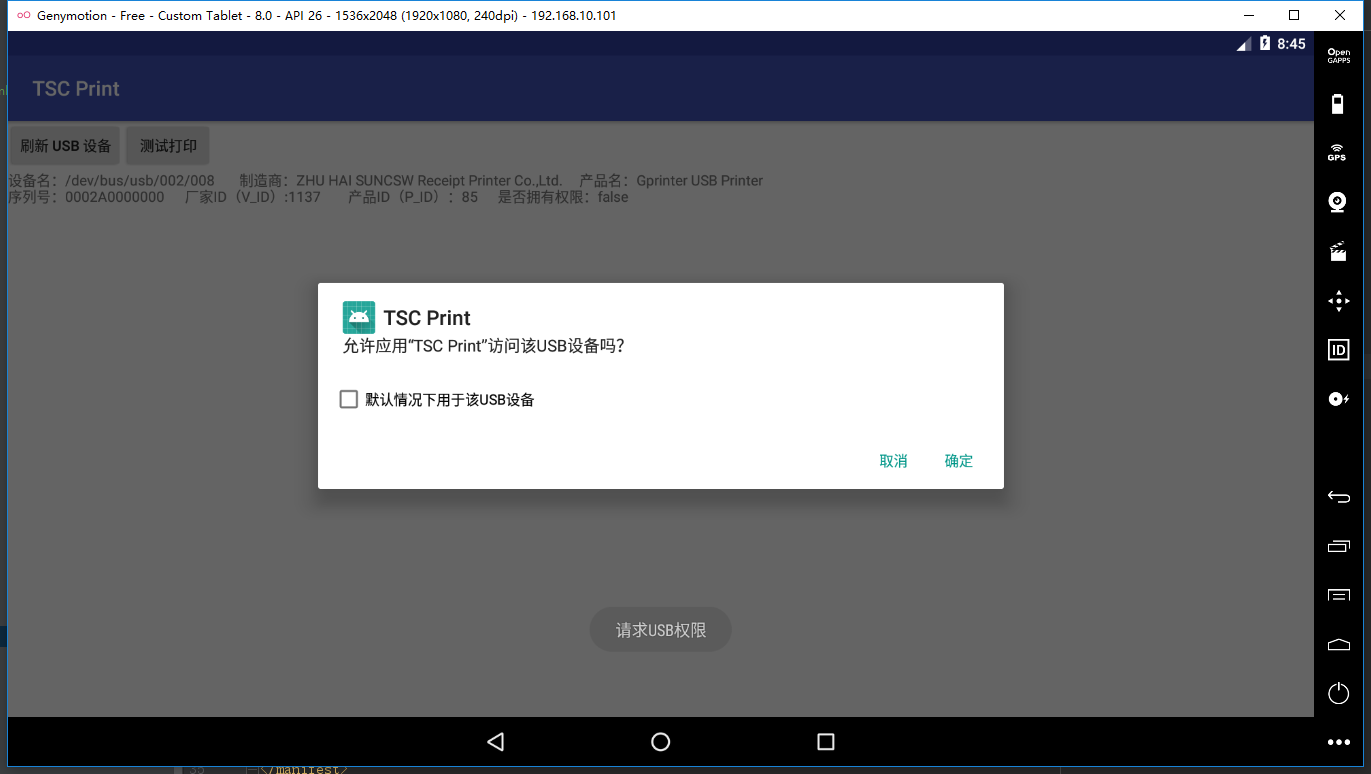 Genymotion - Free - Custom Tablet - 8.0 - API 26 - 1536x2048 (1920x1080, 240dpi) - 192.168.10.101
8:45
Open
GAPPS
TSC Print
刷新 USB 设备 测试打印
GPS
设备名：/dev/bus/usb/002/008 制造商：ZHU HAI SUNCSW Receipt Printer Co.,Ltd. 产品名：Gprinter USB Printer
序列号：0002A0000000 厂家ID（V_ID）:1137 产品ID（P_ID）：85 是否拥有权限：false
TSC Print
允许应用“TSC Print”访问该USB设备吗？
ID
默认情况下用于该USB设备
取消 确定
请求USB权限
35 </manifest>